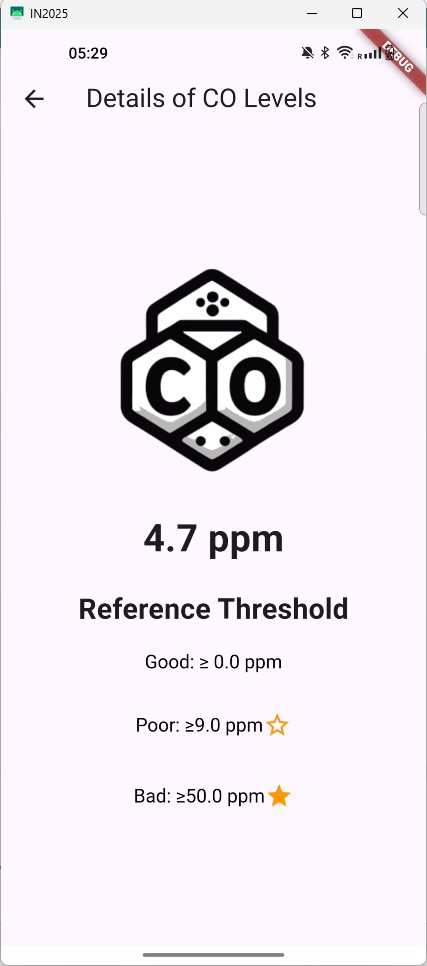 IN2025
05:29
R
DEBUG
Details of CO Levels
CO
4.7 ppm
Reference Threshold
Good: ≥ 0.0 ppm
Poor: ≥9.0 ppm
Bad: ≥50.0 ppm